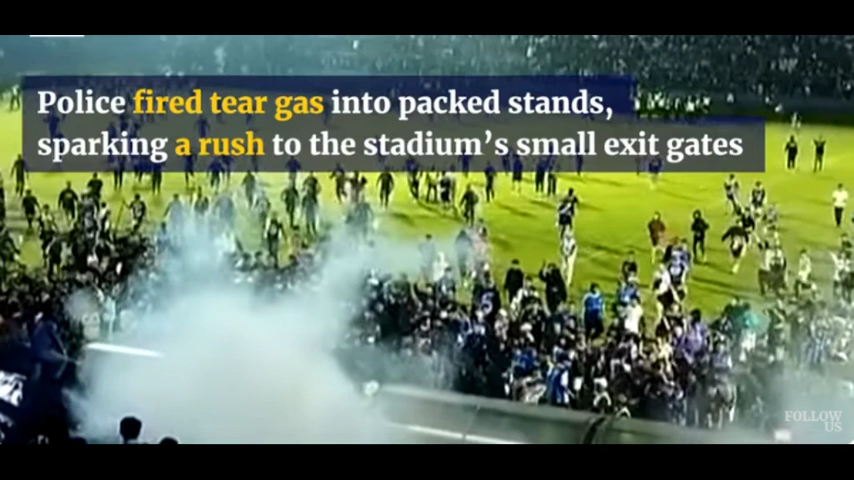 Police fired tear gas into packed stands,
sparking a rush to the stadium's small exit gates
FOLLOW
US